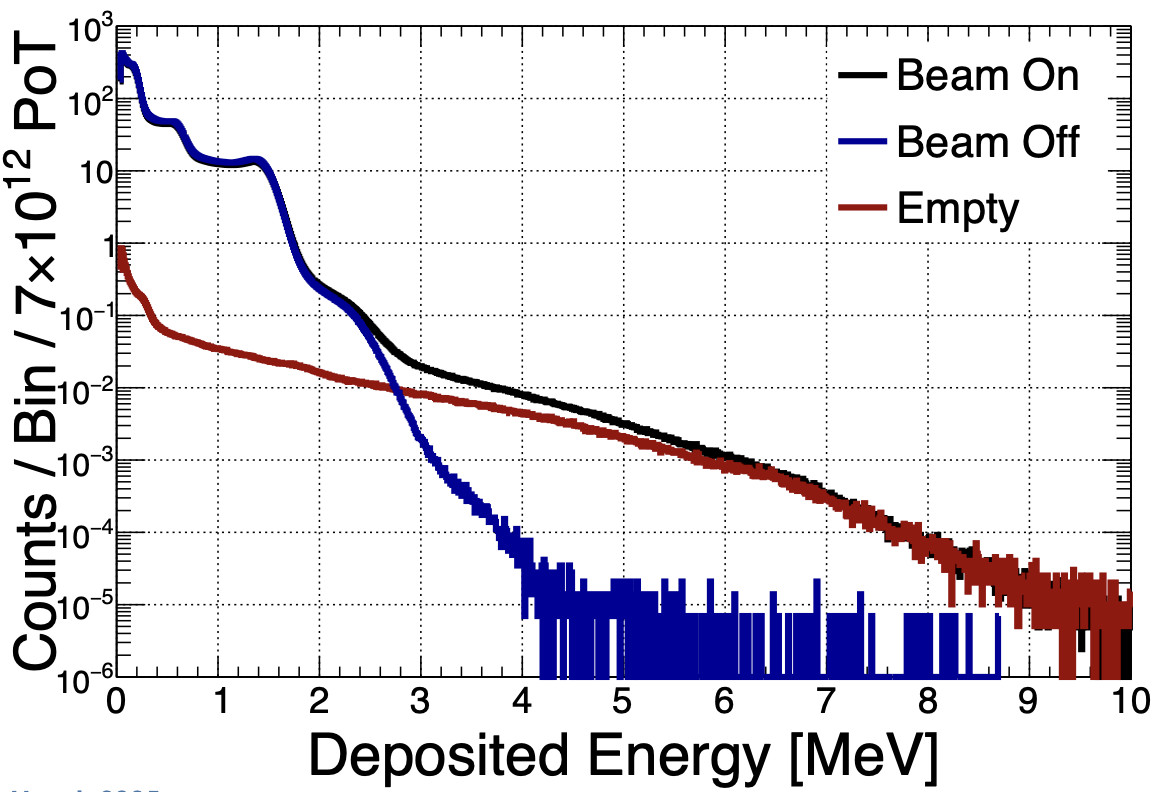 Counts / Bin / 7×10¹² PoT
10³
10²
10
1
10⁻¹
10⁻²
10⁻³
10⁻⁴
10⁻⁵
10⁻⁶
Beam On
Beam Off
Empty
0 1 2 3 4 5 6 7 8 9 10
Deposited Energy [MeV]